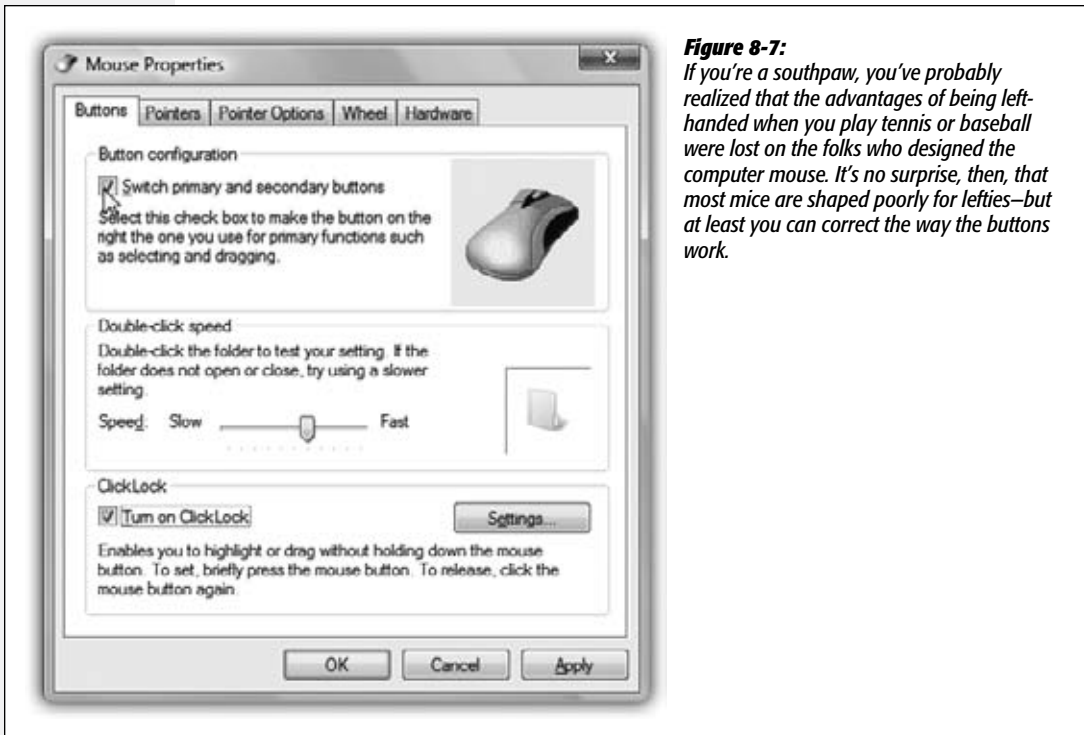 Mouse Properties
Buttons
Pointers
Pointer Options
Wheel
Hardware
Button configuration
Switch primary and secondary buttons
Select this check box to make the button on the
right the one you use for primary functions such
as selecting and dragging.
Double-click speed
Double-click the folder to test your setting. If the
folder does not open or close, try using a slower
setting.
Speed:
Slow
Fast
ClickLock
Turn on ClickLock
Settings...
Enables you to highlight or drag without holding down the mouse
button. To set, briefly press the mouse button. To release, click the
mouse button again.
OK
Cancel
Apply
Figure 8-7:
If you're a southpaw, you've probably
realized that the advantages of being left-
handed when you play tennis or baseball
were lost on the folks who designed the
computer mouse. It's no surprise, then, that
most mice are shaped poorly for lefties—but
at least you can correct the way the buttons
work.